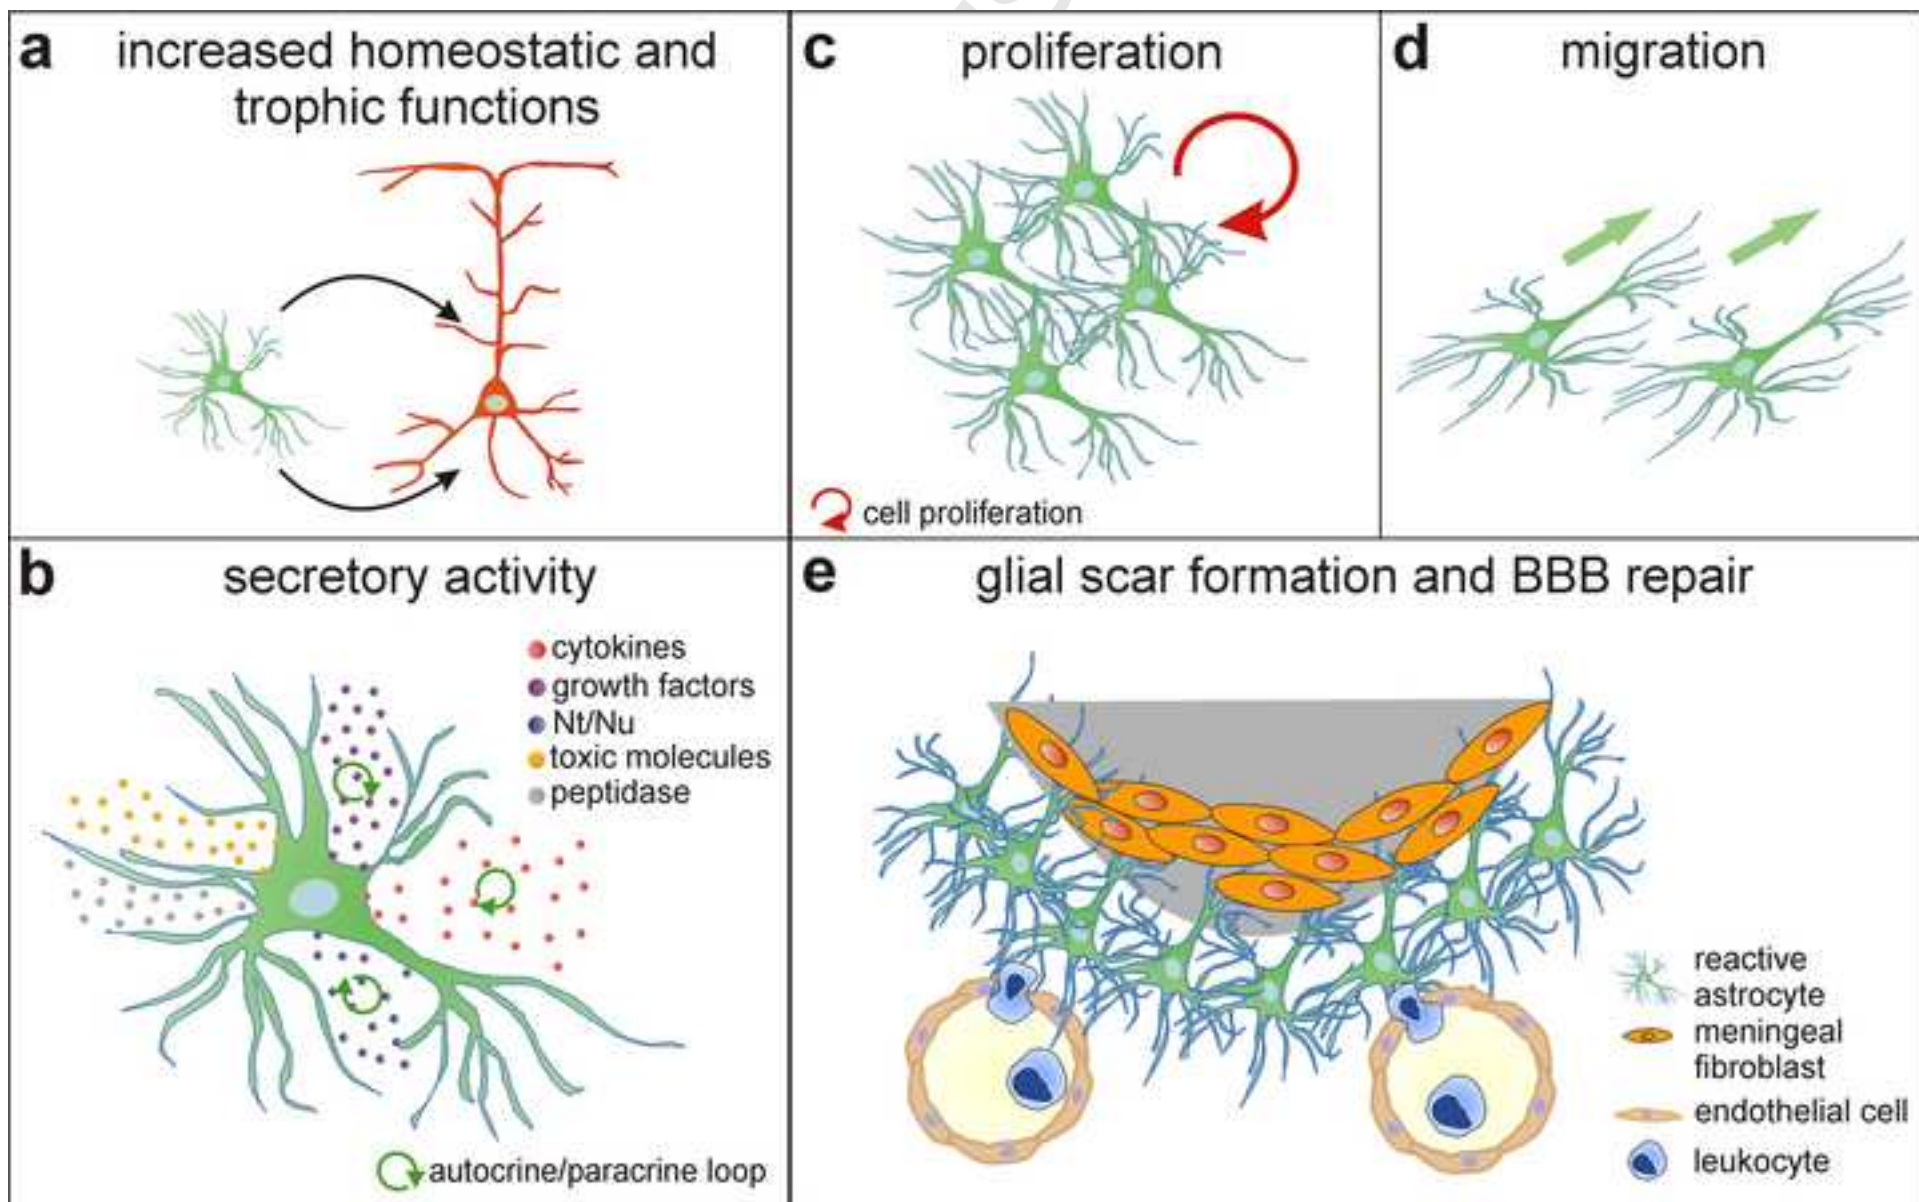 a increased homeostatic and
trophic functions
c proliferation
cell proliferation
d migration
b secretory activity
cytokines
growth factors
Nt/Nu
toxic molecules
peptidase
autocrine/paracrine loop
e glial scar formation and BBB repair
reactive
astrocyte
meningeal
fibroblast
endothelial cell
leukocyte